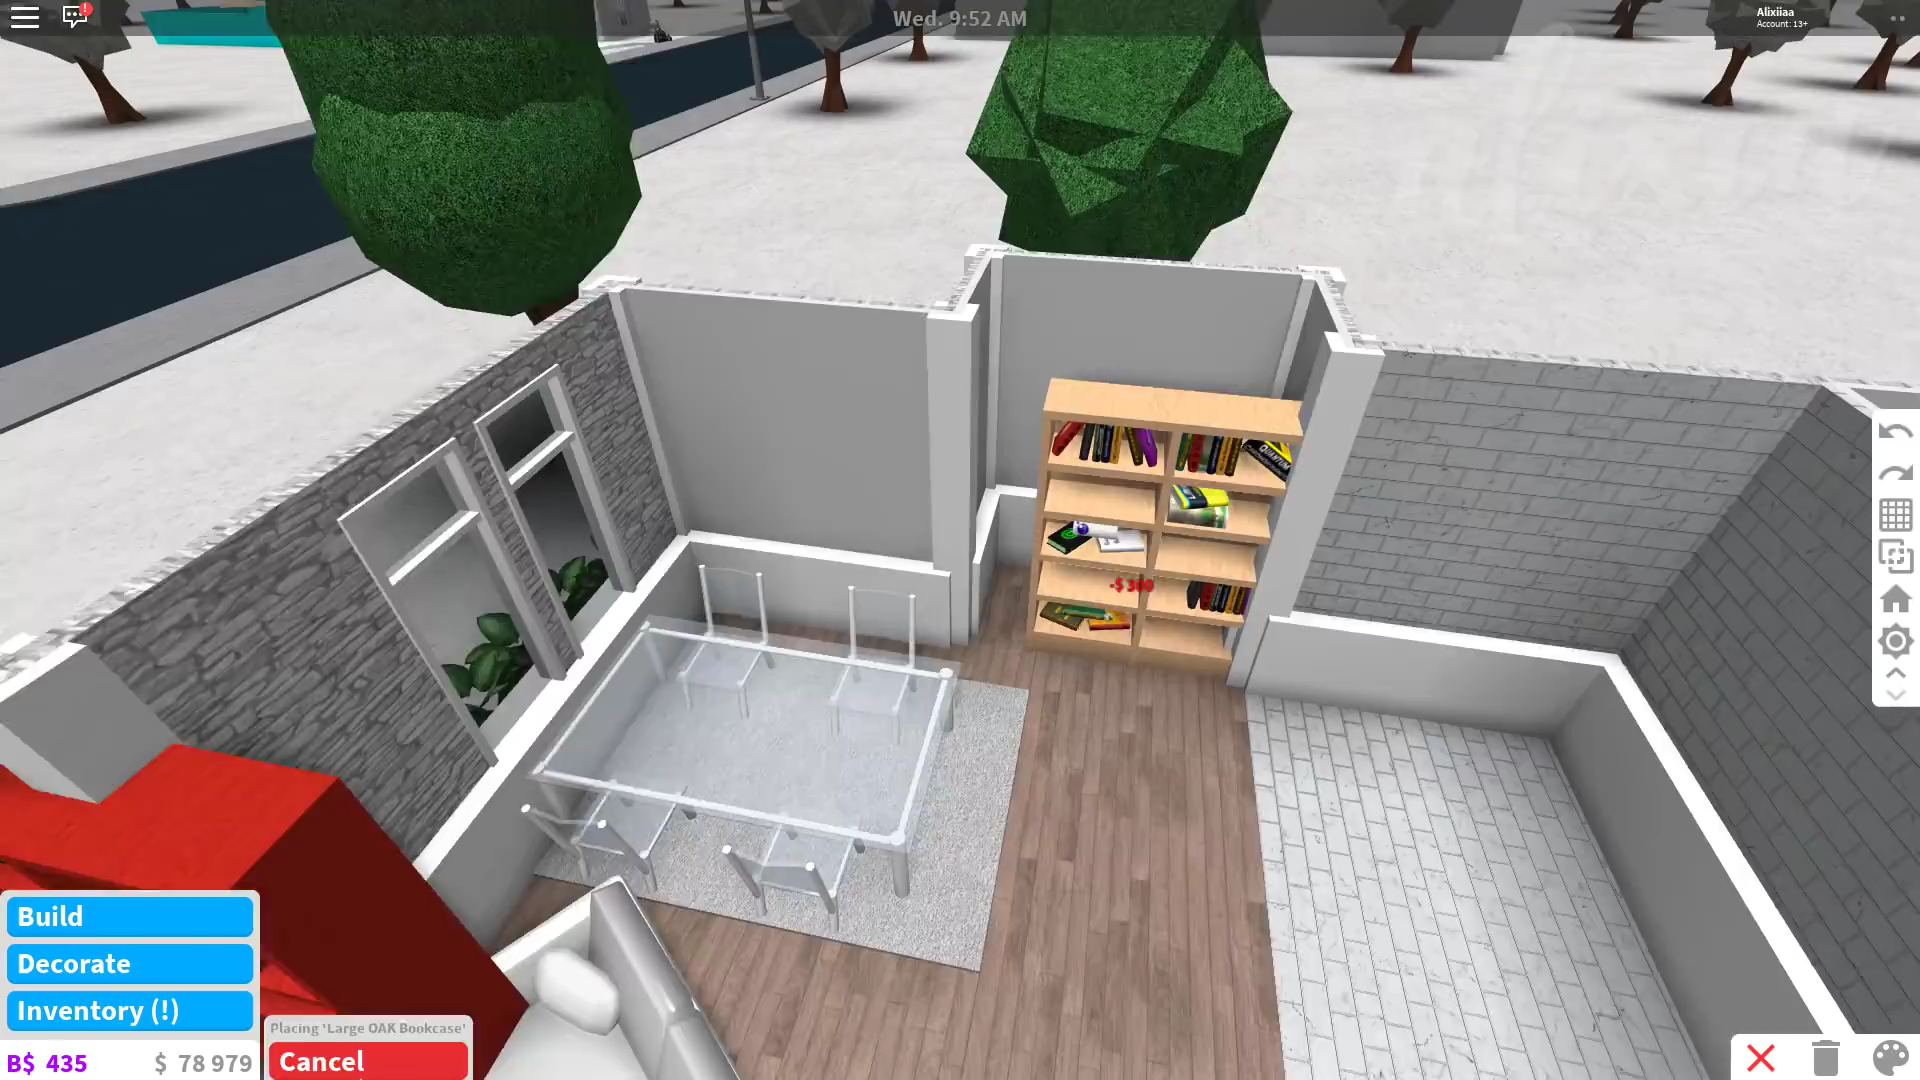 Wed. 9:52 AM
Alixiiaa
Account: 13+
QUANTUM
-$ 300
Build
Decorate
Inventory (!)
Placing 'Large OAK Bookcase'
Cancel
B$ 435
$ 78 979